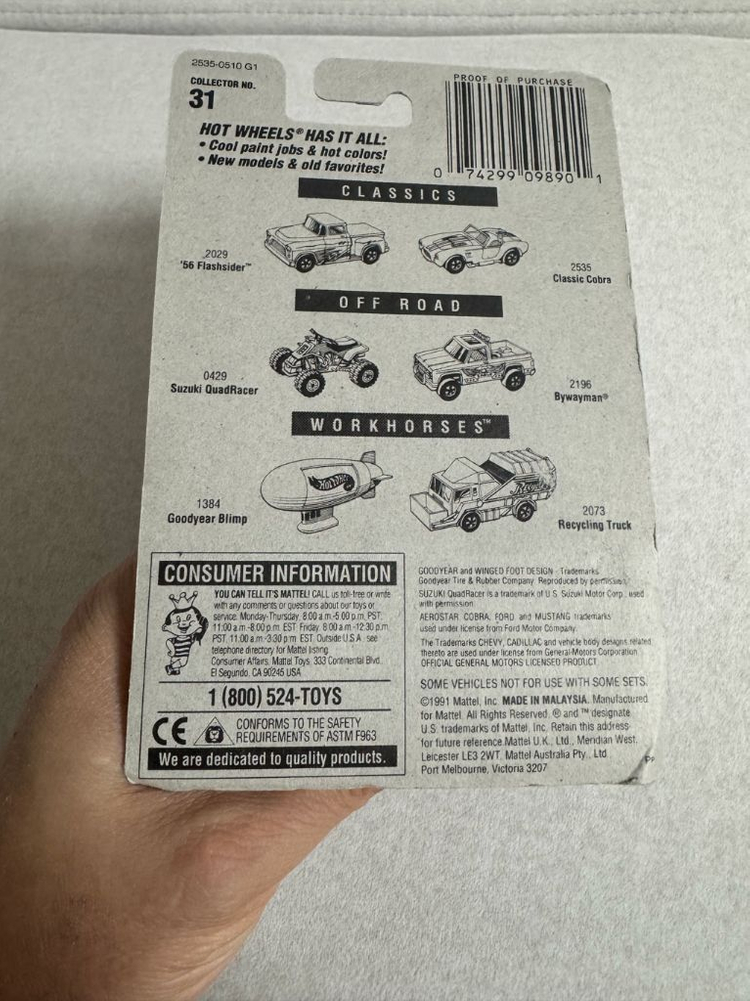 2535-0510 G1
COLLECTOR NO.
31
PROOF OF PURCHASE
0 74299 09890 1
HOT WHEELS® HAS IT ALL:
• Cool paint jobs & hot colors!
• New models & old favorites!
CLASSICS
2029
'56 Flashsider™
2535
Classic Cobra
OFF ROAD
0429
Suzuki QuadRacer
2196
Bywayman®
WORKHORSES™
1384
Goodyear Blimp
2073
Recycling Truck
CONSUMER INFORMATION
YOU CAN TELL IT'S MATTEL! CALL us toll-free or write
with any comments or questions about our toys or
service. Monday-Thursday, 8:00 a.m.-5:00 p.m. PST,
11:00 a.m.-8:00 p.m. EST. Friday, 8:00 a.m.-12:30 p.m.
PST, 11:00 a.m.-3:30 p.m. EST. Outside U.S.A. see
telephone directory for Mattel listing.
Consumer Affairs, Mattel Toys, 333 Continental Blvd.
El Segundo, CA 90245 USA
1 (800) 524-TOYS
CE
CONFORMS TO THE SAFETY
REQUIREMENTS OF ASTM F963
We are dedicated to quality products.
GOODYEAR and WINGED FOOT DESIGN - Trademarks
Goodyear Tire & Rubber Company. Reproduced by permission.
SUZUKI QuadRacer is a trademark of U.S. Suzuki Motor Corp., used
with permission.
AEROSTAR, COBRA, FORD and MUSTANG trademarks
used under license from Ford Motor Company.
The Trademarks CHEVY, CADILLAC and vehicle body designs related
thereto are used under license from General Motors Corporation.
OFFICIAL GENERAL MOTORS LICENSED PRODUCT
SOME VEHICLES NOT FOR USE WITH SOME SETS.
©1991 Mattel, Inc. MADE IN MALAYSIA. Manufactured
for Mattel. All Rights Reserved. ® and ™ designate
U.S. trademarks of Mattel, Inc. Retain this address
for future reference: Mattel U.K., Ltd., Meridian West,
Leicester LE3 2WT. Mattel Australia Pty., Ltd.
Port Melbourne, Victoria 3207.